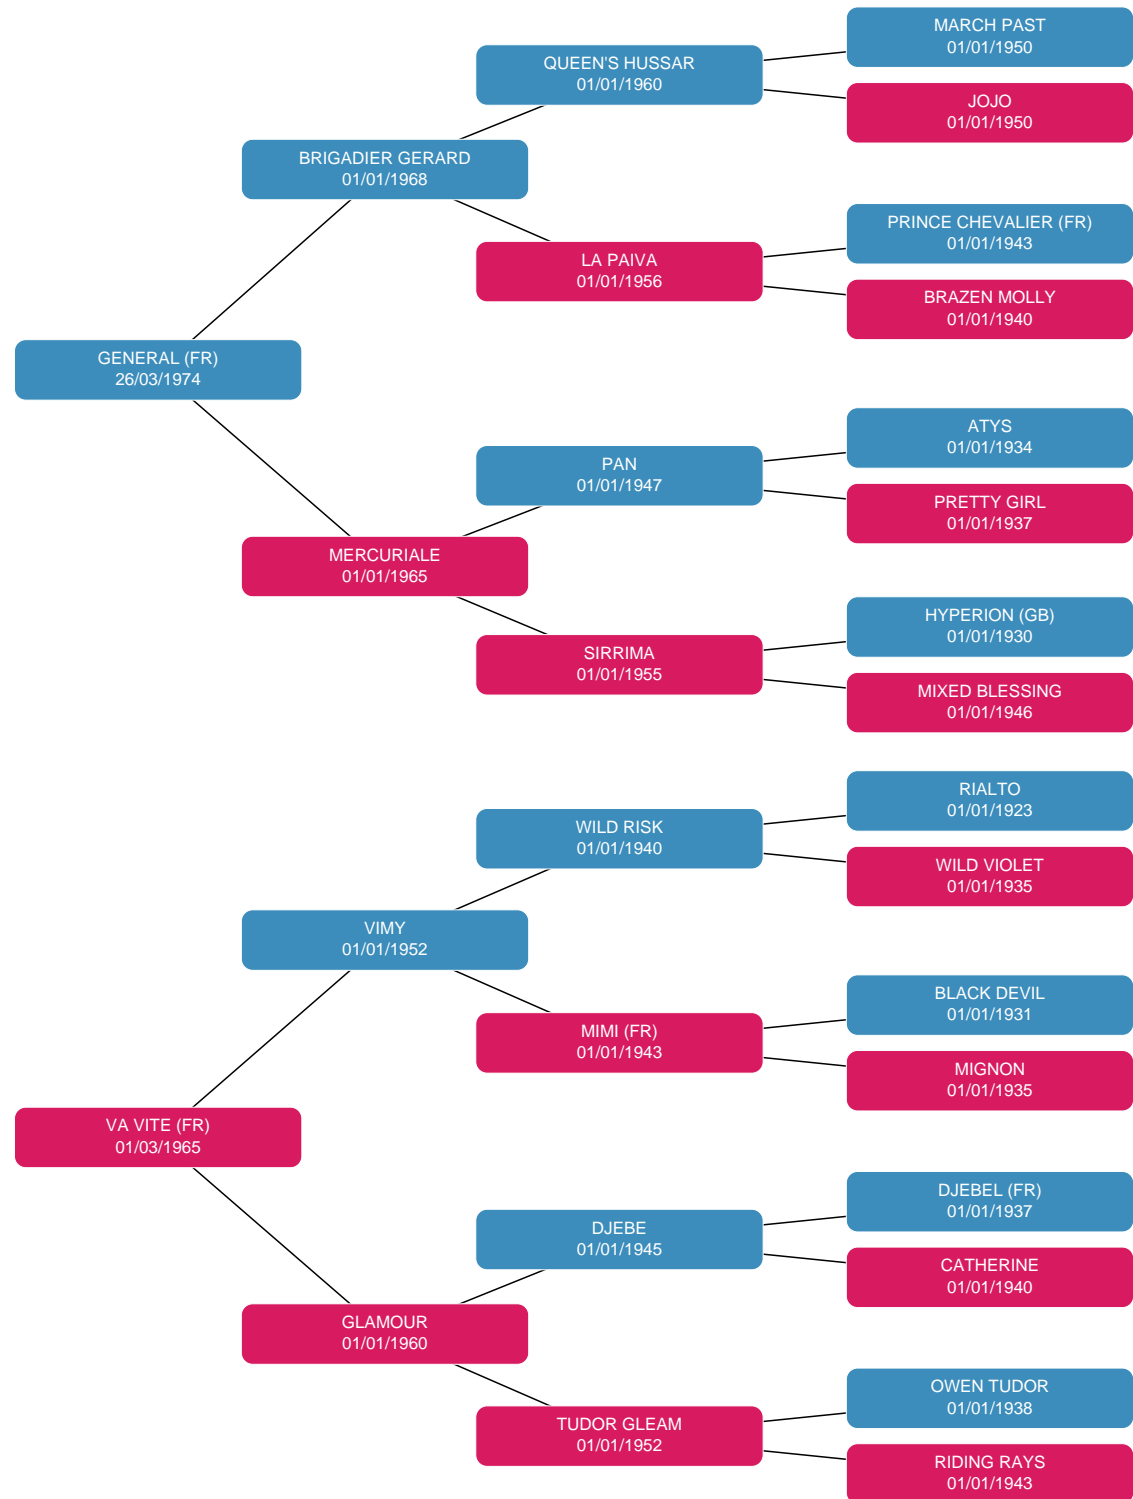 MARCH PAST
01/01/1950
QUEEN'S HUSSAR
01/01/1960
JOJO
01/01/1950
BRIGADIER GERARD
01/01/1968
PRINCE CHEVALIER (FR)
01/01/1943
LA PAIVA
01/01/1956
BRAZEN MOLLY
01/01/1940
GENERAL (FR)
26/03/1974
ATYS
01/01/1934
PAN
01/01/1947
PRETTY GIRL
01/01/1937
MERCURIALE
01/01/1965
HYPERION (GB)
01/01/1930
SIRRIMA
01/01/1955
MIXED BLESSING
01/01/1946
RIALTO
01/01/1923
WILD RISK
01/01/1940
WILD VIOLET
01/01/1935
VIMY
01/01/1952
BLACK DEVIL
01/01/1931
MIMI (FR)
01/01/1943
MIGNON
01/01/1935
VA VITE (FR)
01/03/1965
DJEBEL (FR)
01/01/1937
DJEBE
01/01/1945
CATHERINE
01/01/1940
GLAMOUR
01/01/1960
OWEN TUDOR
01/01/1938
TUDOR GLEAM
01/01/1952
RIDING RAYS
01/01/1943